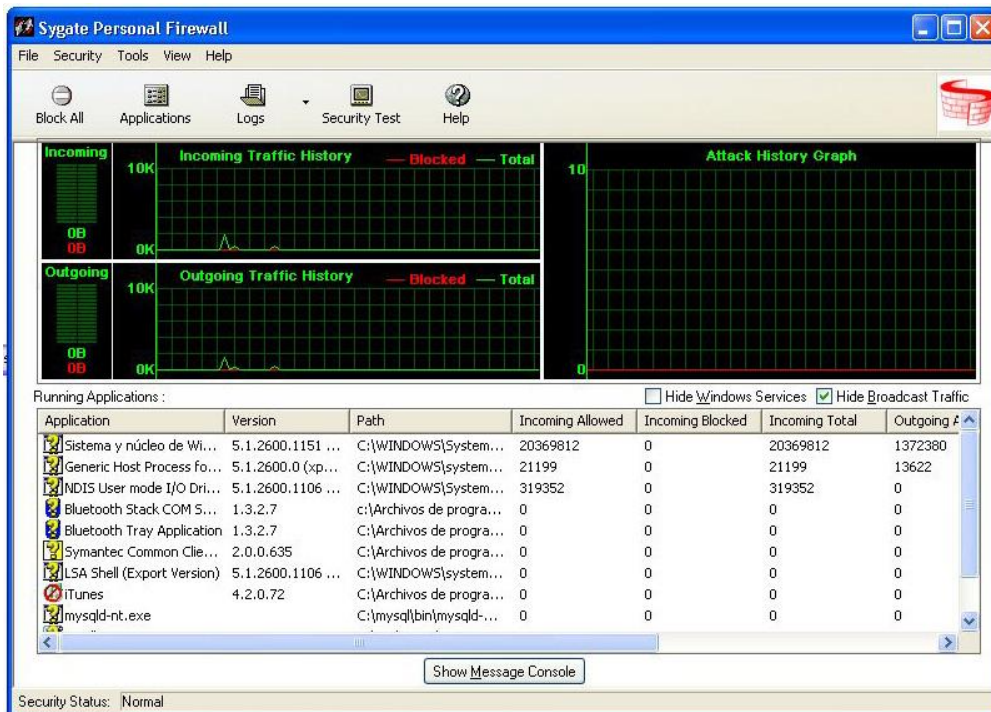 Sygate Personal Firewall
File Security Tools View Help
Block All Applications Logs Security Test Help
Incoming
0B
0B
Incoming Traffic History
Blocked
Total
10K
0K
Attack History Graph
10
0
Outgoing
0B
0B
Outgoing Traffic History
Blocked
Total
10K
0K
Running Applications :
Hide Windows Services
Hide Broadcast Traffic
Application Version Path Incoming Allowed Incoming Blocked Incoming Total Outgoing
Sistema y núcleo de Wi... 5.1.2600.1151 ... C:\WINDOWS\System... 20369812 0 20369812 1372380
Generic Host Process fo... 5.1.2600.0 (xp... C:\WINDOWS\System... 21199 0 21199 13622
NDIS User mode I/O Dri... 5.1.2600.1106 ... C:\WINDOWS\System... 319352 0 319352 0
Bluetooth Stack COM S... 1.3.2.7 c:\Archivos de progra... 0 0 0 0
Bluetooth Tray Application 1.3.2.7 C:\Archivos de progra... 0 0 0 0
Symantec Common Clie... 2.0.0.635 C:\Archivos de progra... 0 0 0 0
LSA Shell (Export Version) 5.1.2600.1106 ... C:\WINDOWS\system... 0 0 0 0
iTunes 4.2.0.72 C:\Archivos de progra... 0 0 0 0
mysqld-nt.exe C:\mysql\bin\mysqld-... 0 0 0 0
Show Message Console
Security Status: Normal